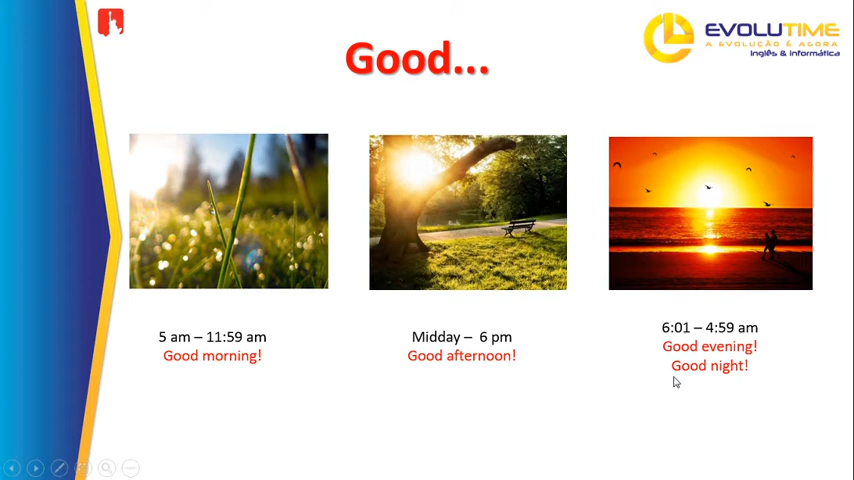 Good...
EVOLUTIME
A EVOLUÇÃO É AGORA
Inglês & Informática
5 am – 11:59 am
Good morning!
Midday – 6 pm
Good afternoon!
6:01 – 4:59 am
Good evening!
Good night!